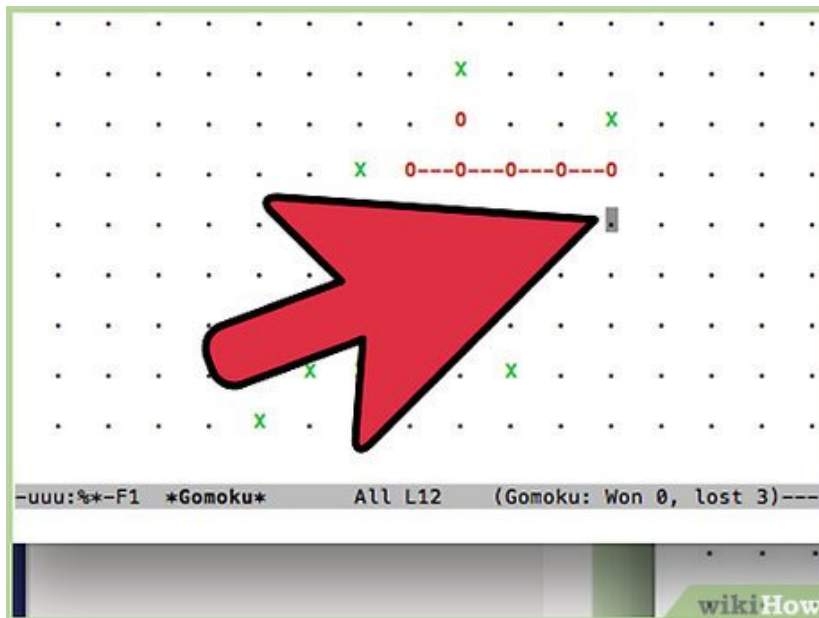 X
O X
X O---O---O---O---O
X X
X
-uuu:%*-F1 *Gomoku* All L12 (Gomoku: Won 0, lost 3)---
wikiHow